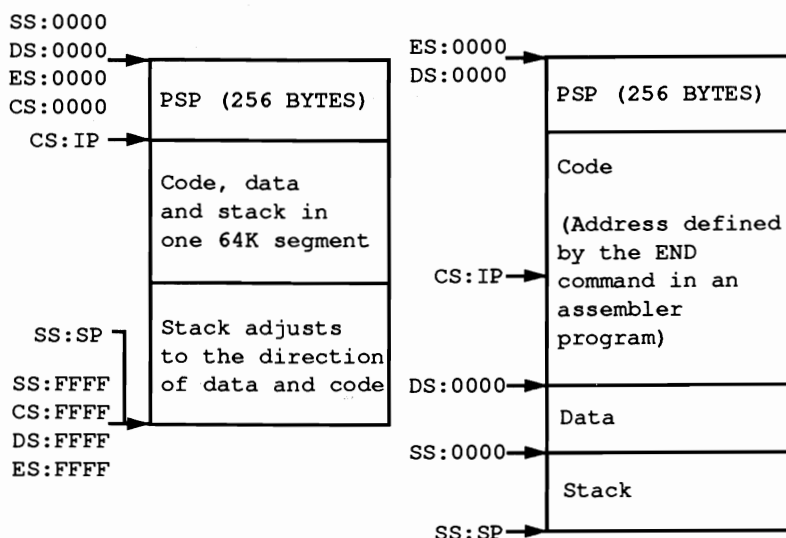 SS:0000
DS:0000
ES:0000
CS:0000
PSP (256 BYTES)
CS:IP
Code, data
and stack in
one 64K segment
SS:SP
Stack adjusts
to the direction
of data and code
SS:FFFF
CS:FFFF
DS:FFFF
ES:FFFF
ES:0000
DS:0000
PSP (256 BYTES)
Code
(Address defined
by the END
command in an
assembler
program)
CS:IP
DS:0000
Data
SS:0000
Stack
SS:SP